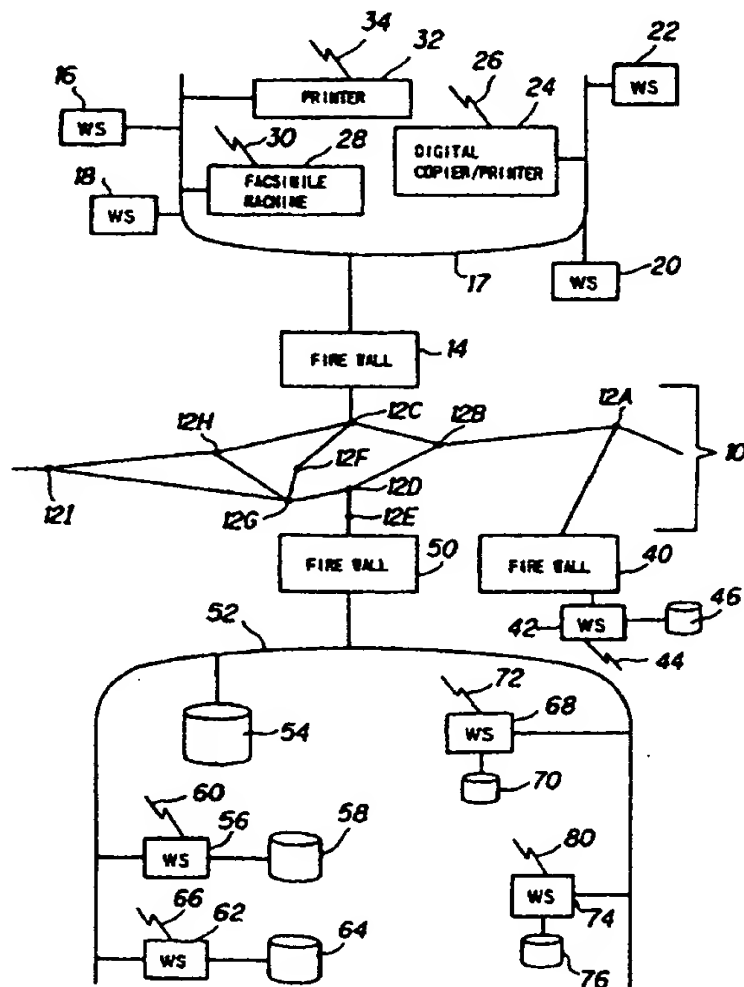 34
32
22
16
26
24
PRINTER
WS
WS
30
28
DIGITAL
COPIER/PRINTER
18
FACSIMILE
MACHINE
WS
20
WS
17
FIRE WALL
14
12C
12B
12A
12H
12F
10
12D
12I
12G
12E
FIRE WALL
50
FIRE WALL
40
46
52
42
WS
44
72
68
54
WS
60
70
56
58
WS
80
66
62
64
WS
74
WS
76